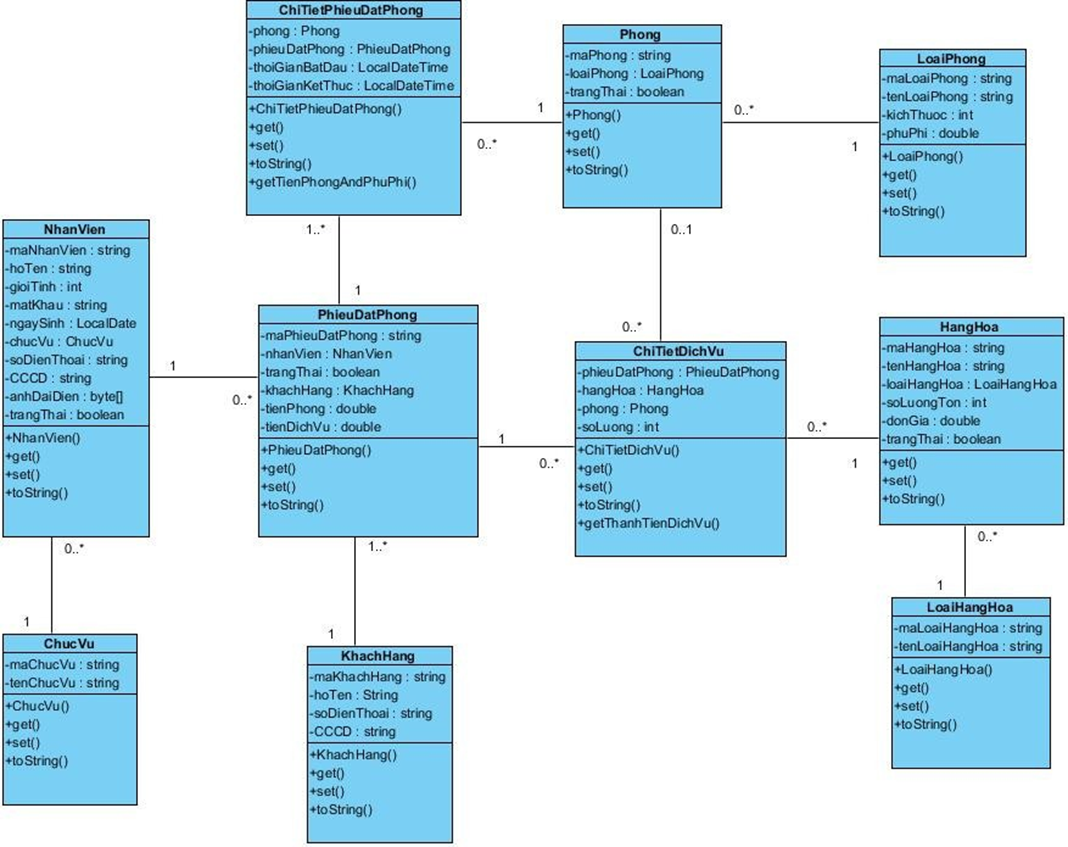 ChiTietPhieuDatPhong
-phong : Phong
-phieuDatPhong : PhieuDatPhong
-thoiGianBatDau : LocalDateTime
-thoiGianKetThuc : LocalDateTime
+ChiTietPhieuDatPhong()
+get()
+set()
+toString()
+getTienPhongAndPhuPhi()
1
0..*
Phong
-maPhong : string
-loaiPhong : LoaiPhong
-trangThai : boolean
+Phong()
+get()
+set()
+toString()
0..*
1
LoaiPhong
-maLoaiPhong : string
-tenLoaiPhong : string
-kichThuoc : int
-phuPhi : double
+LoaiPhong()
+get()
+set()
+toString()
1..*
1
0..1
0..*
NhanVien
-maNhanVien : string
-hoTen : string
-gioiTinh : int
-matKhau : string
-ngaySinh : LocalDate
-chucVu : ChucVu
-soDienThoai : string
-CCCD : string
-anhDaiDien : byte[]
-trangThai : boolean
+NhanVien()
+get()
+set()
+toString()
1
0..*
PhieuDatPhong
-maPhieuDatPhong : string
-nhanVien : NhanVien
-trangThai : boolean
-khachHang : KhachHang
-tienPhong : double
-tienDichVu : double
+PhieuDatPhong()
+get()
+set()
+toString()
1
0..*
ChiTietDichVu
-phieuDatPhong : PhieuDatPhong
-hangHoa : HangHoa
-phong : Phong
-soLuong : int
+ChiTietDichVu()
+get()
+set()
+toString()
+getThanhTienDichVu()
0..*
1
HangHoa
-maHangHoa : string
-tenHangHoa : string
-loaiHangHoa : LoaiHangHoa
-soLuongTon : int
-donGia : double
-trangThai : boolean
+get()
+set()
+toString()
0..*
1
1..*
1
0..*
1
ChucVu
-maChucVu : string
-tenChucVu : string
+ChucVu()
+get()
+set()
+toString()
KhachHang
-maKhachHang : string
-hoTen : String
-soDienThoai : string
-CCCD : string
+KhachHang()
+get()
+set()
+toString()
LoaiHangHoa
-maLoaiHangHoa : string
-tenLoaiHangHoa : string
+LoaiHangHoa()
+get()
+set()
+toString()